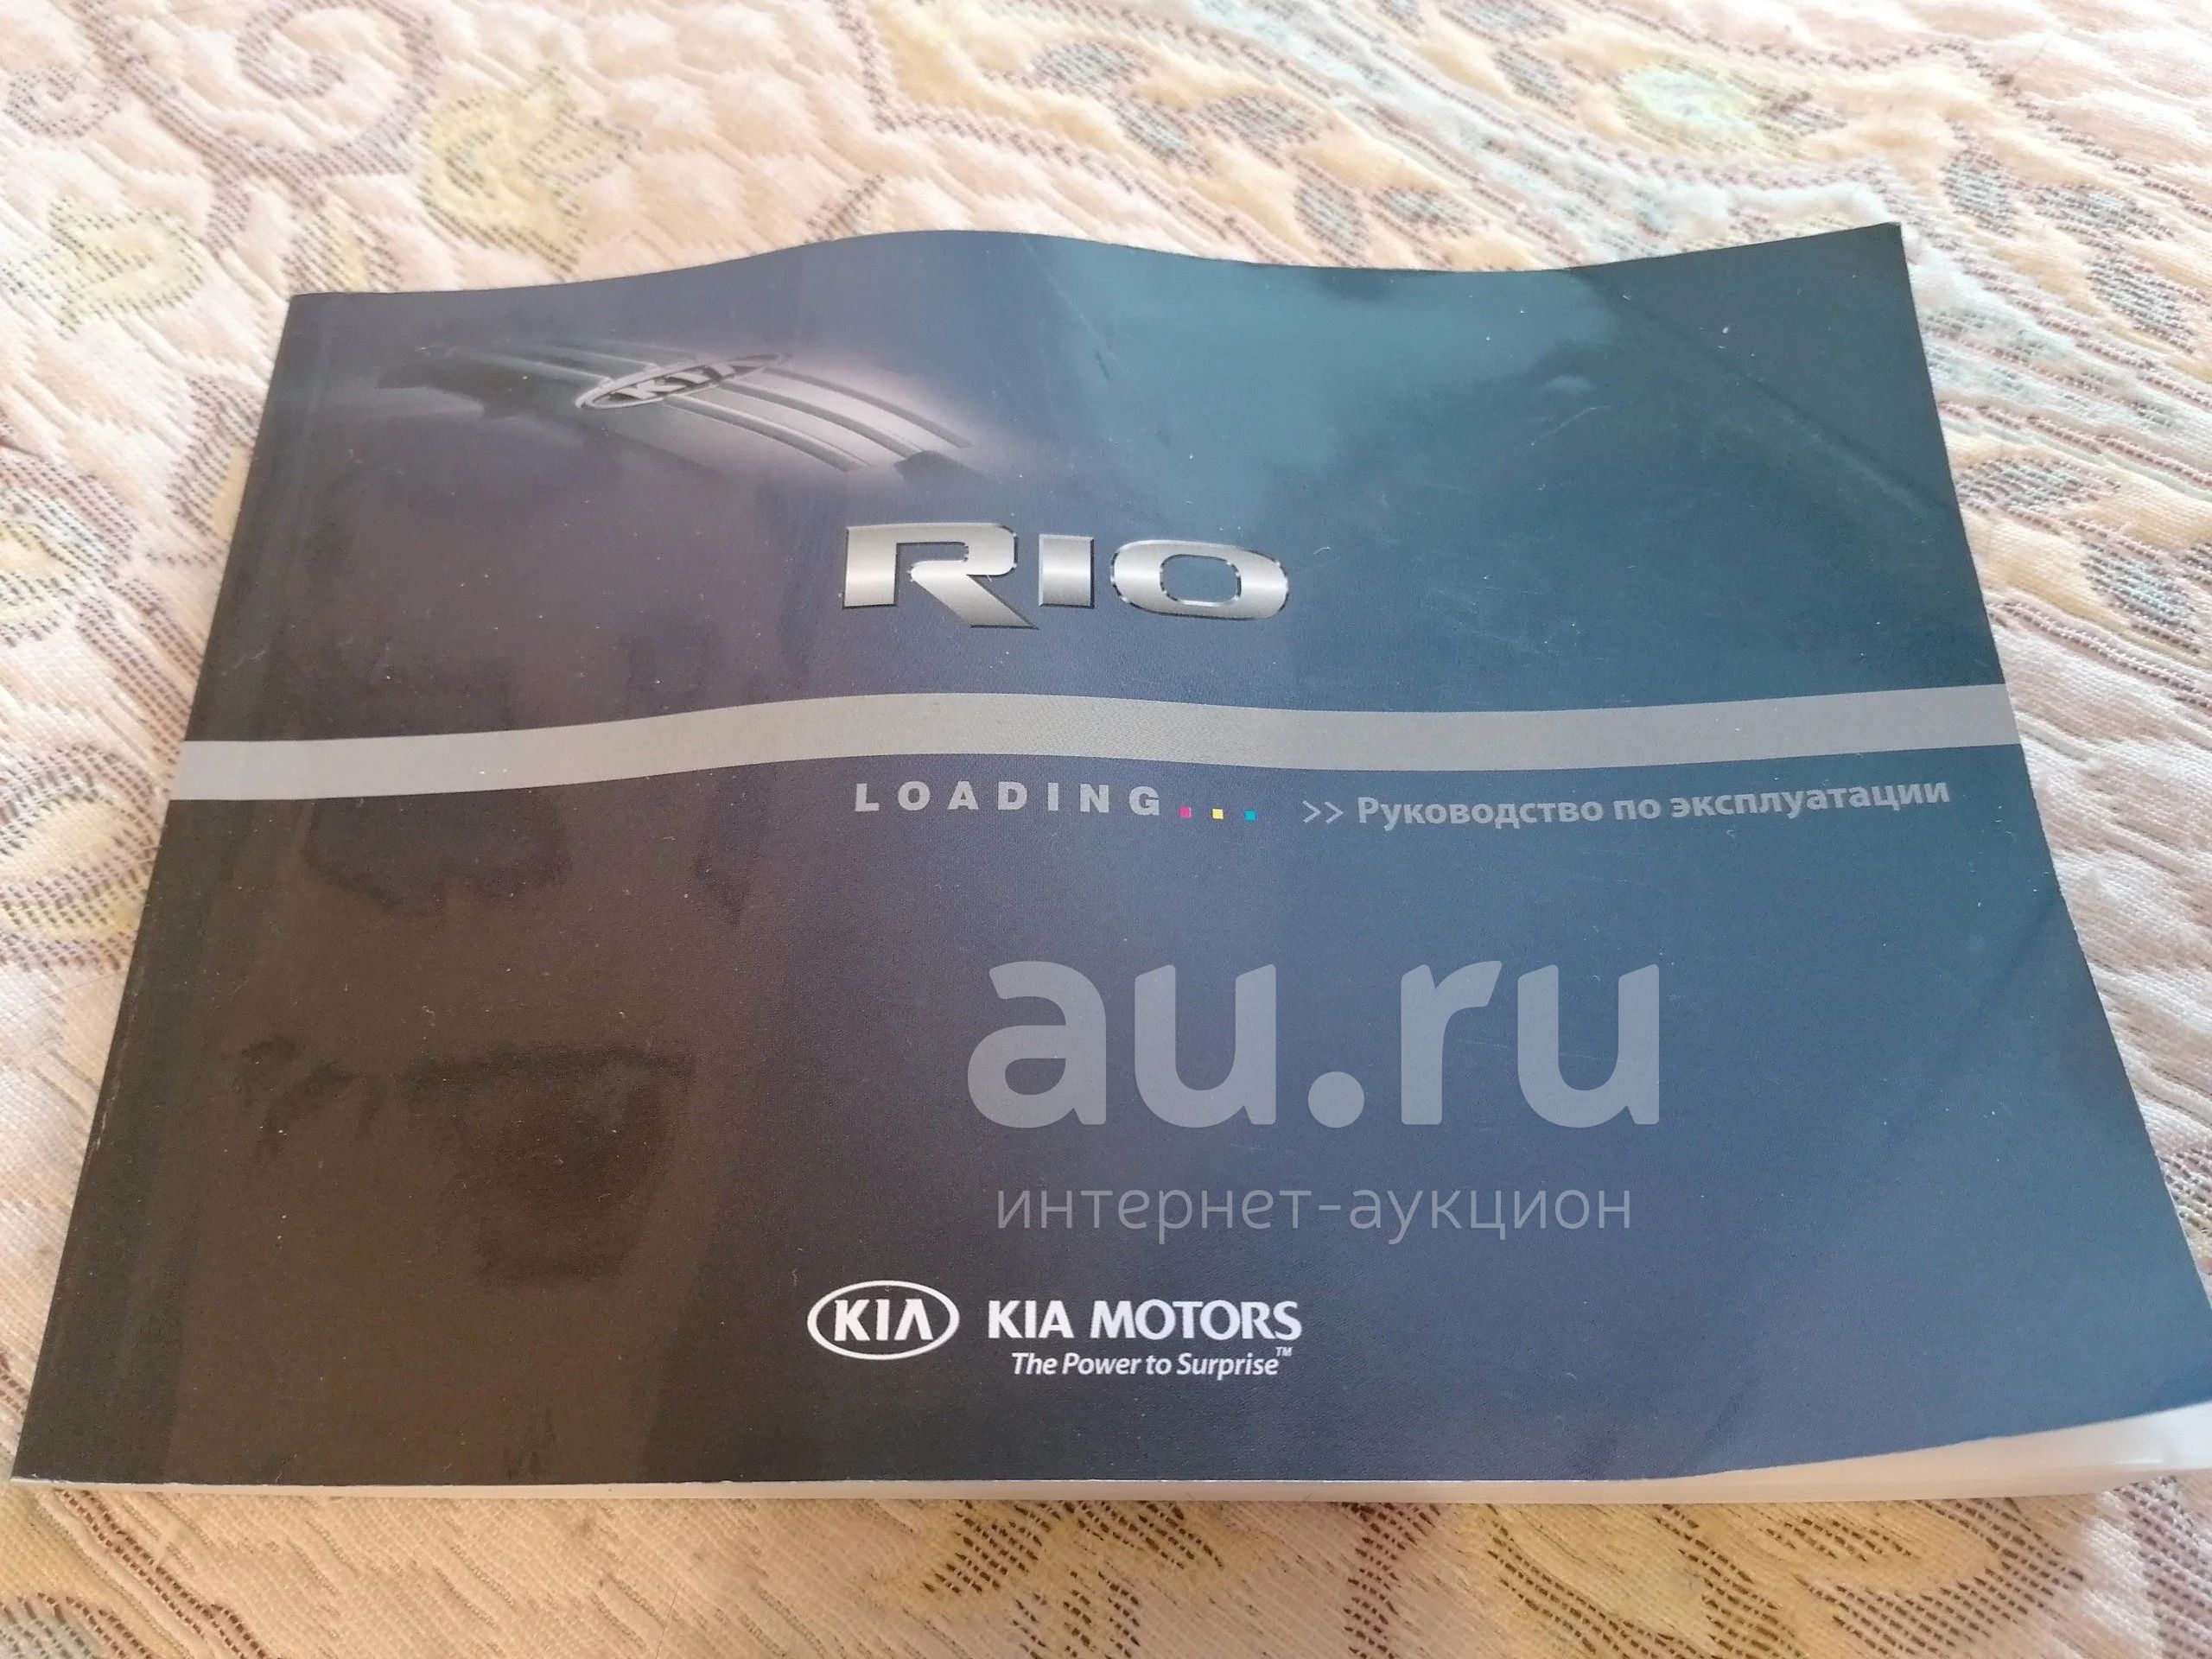 KIA
RIO
LOADING... >> Руководство по эксплуатации
au.ru
интернет-аукцион
KIA KIA MOTORS
The Power to Surprise™